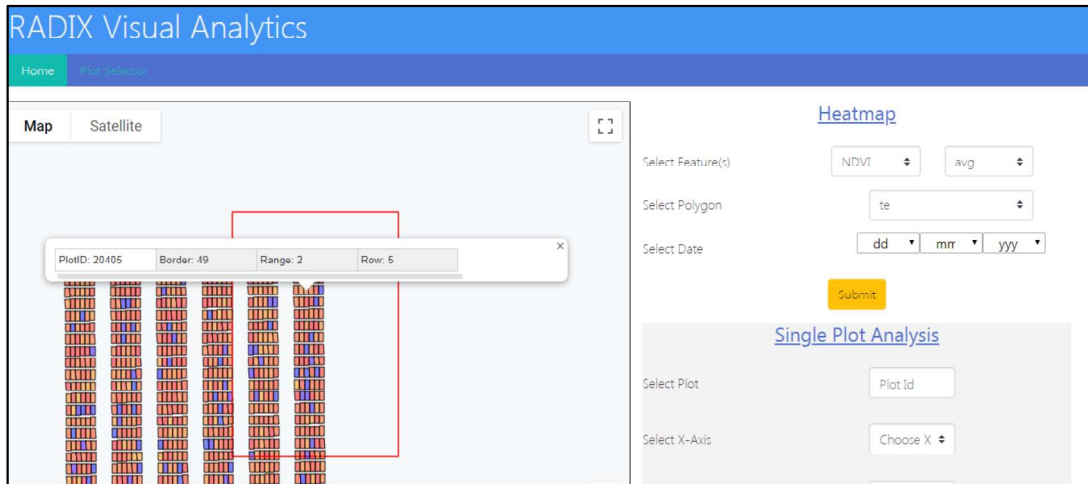 RADIX Visual Analytics
Home Plot Selector
Map Satellite
PlotID: 20405 Border: 49 Range: 2 Row: 5
Heatmap
Select Feature(s) NDVI avg
Select Polygon te
Select Date dd mm yyy
Submit
Single Plot Analysis
Select Plot Plot Id
Select X-Axis Choose X